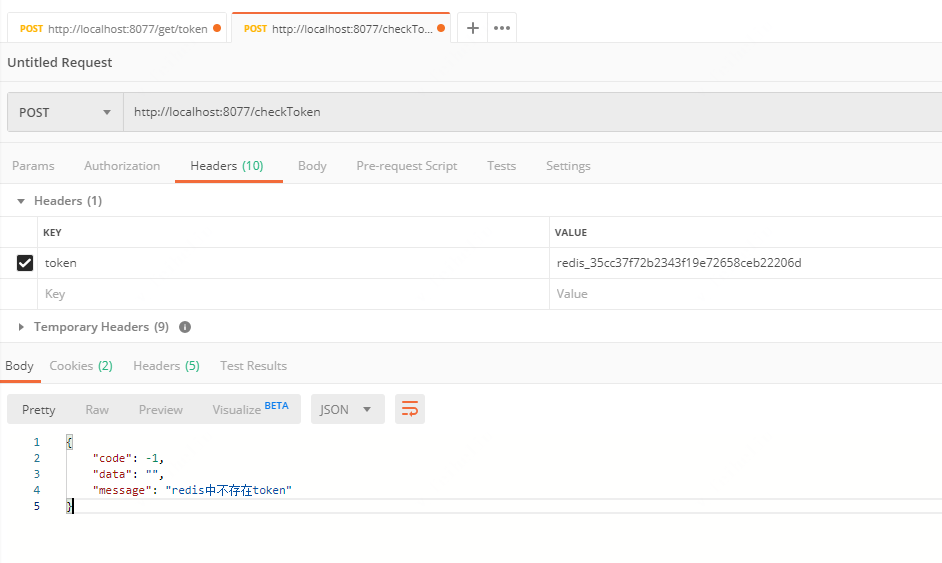 POST http://localhost:8077/get/token POST http://localhost:8077/checkTo...
Untitled Request
POST http://localhost:8077/checkToken
Params Authorization Headers (10) Body Pre-request Script Tests Settings
Headers (1)
KEY VALUE
token redis_35cc37f72b2343f19e72658ceb22206d
Key Value
Temporary Headers (9)
Body Cookies (2) Headers (5) Test Results
Pretty Raw Preview Visualize BETA JSON
1 {
2 "code": -1,
3 "data": "",
4 "message": "redis中不存在token"
5 }